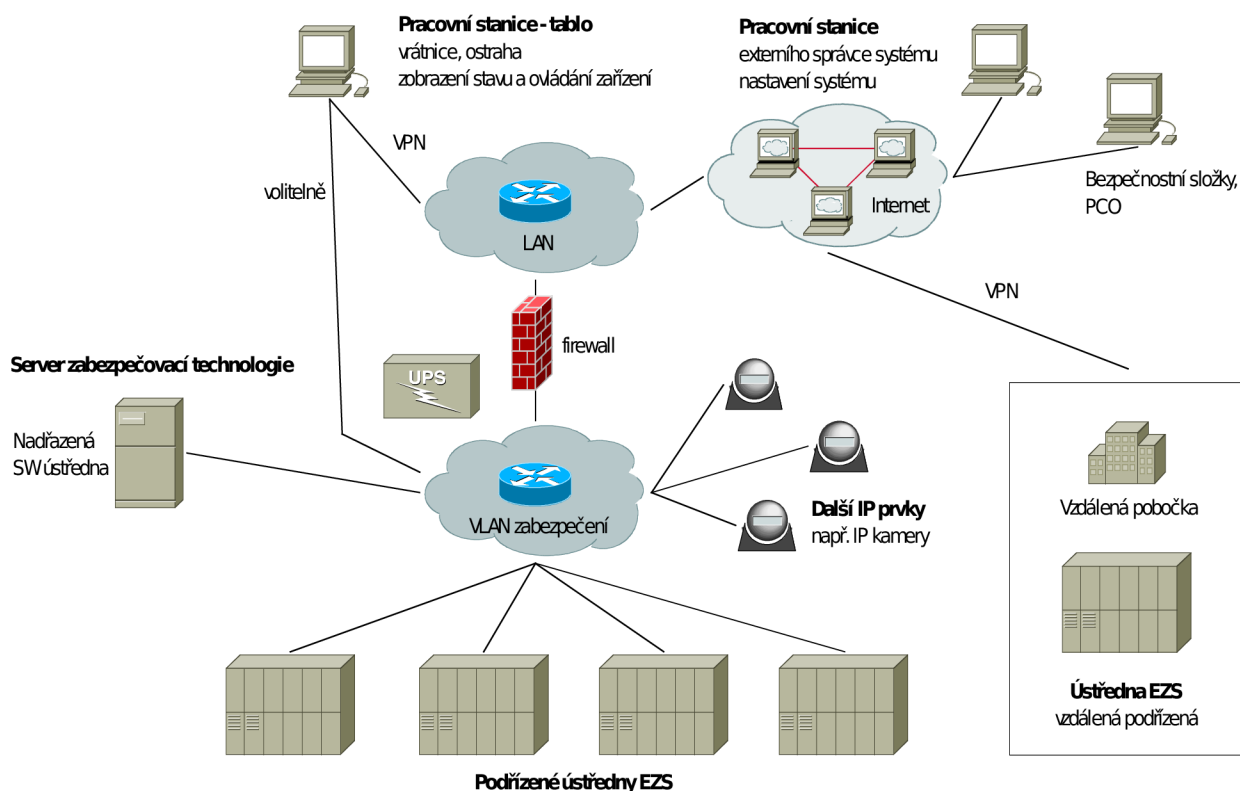 Pracovní stanice - tablo
vrátnice, ostraha
zobrazení stavu a ovládání zařízení
Pracovní stanice
externího správce systému
nastavení systému
VPN
volitelně
Bezpečnostní složky,
PCO
Internet
LAN
VPN
firewall
Server zabezpečovací technologie
UPS
Nadřazená
SW ústředna
VLAN zabezpečení
Další IP prvky
např. IP kamery
Vzdálená pobočka
Ústředna EZS
vzdálená podřízená
Podřízené ústředny EZS